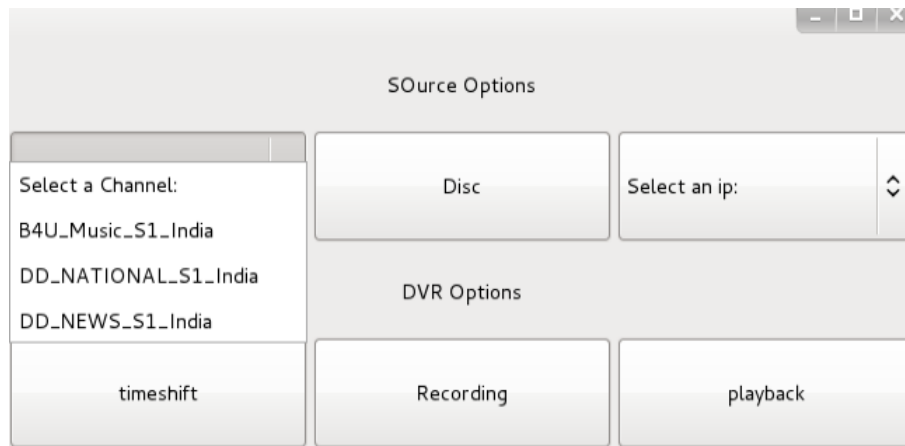 SOurce Options
Select a Channel:
B4U_Music_S1_India
DD_NATIONAL_S1_India
DD_NEWS_S1_India
Disc
Select an ip:
DVR Options
timeshift
Recording
playback